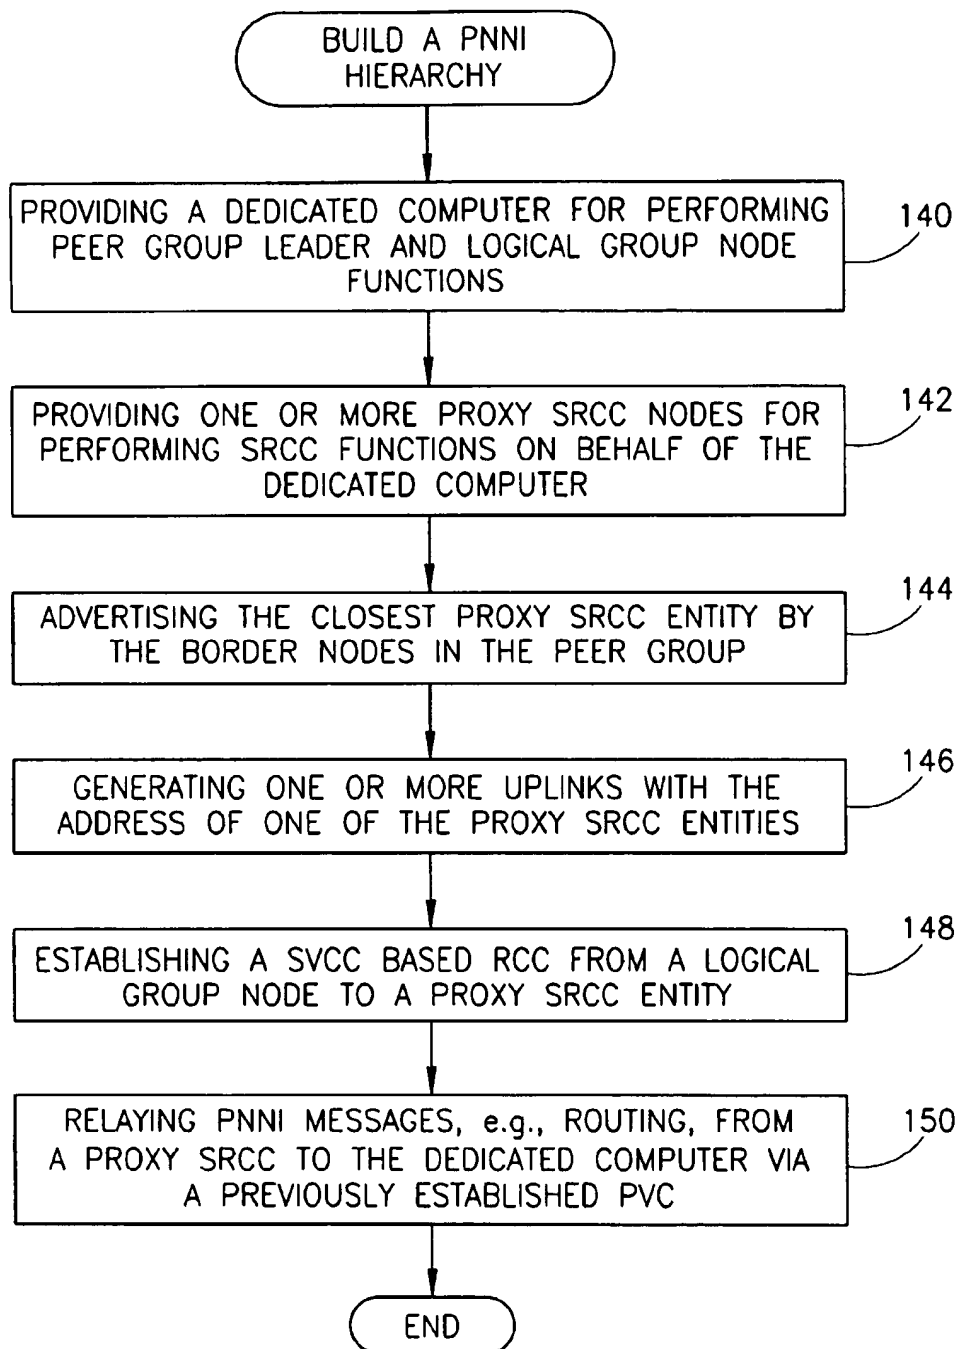 BUILD A PNNI
HIERARCHY
PROVIDING A DEDICATED COMPUTER FOR PERFORMING
PEER GROUP LEADER AND LOGICAL GROUP NODE
FUNCTIONS
140
PROVIDING ONE OR MORE PROXY SRCC NODES FOR
PERFORMING SRCC FUNCTIONS ON BEHALF OF THE
DEDICATED COMPUTER
142
ADVERTISING THE CLOSEST PROXY SRCC ENTITY BY
THE BORDER NODES IN THE PEER GROUP
144
GENERATING ONE OR MORE UPLINKS WITH THE
ADDRESS OF ONE OF THE PROXY SRCC ENTITIES
146
ESTABLISHING A SVCC BASED RCC FROM A LOGICAL
GROUP NODE TO A PROXY SRCC ENTITY
148
RELAYING PNNI MESSAGES, e.g., ROUTING, FROM
A PROXY SRCC TO THE DEDICATED COMPUTER VIA
A PREVIOUSLY ESTABLISHED PVC
150
END